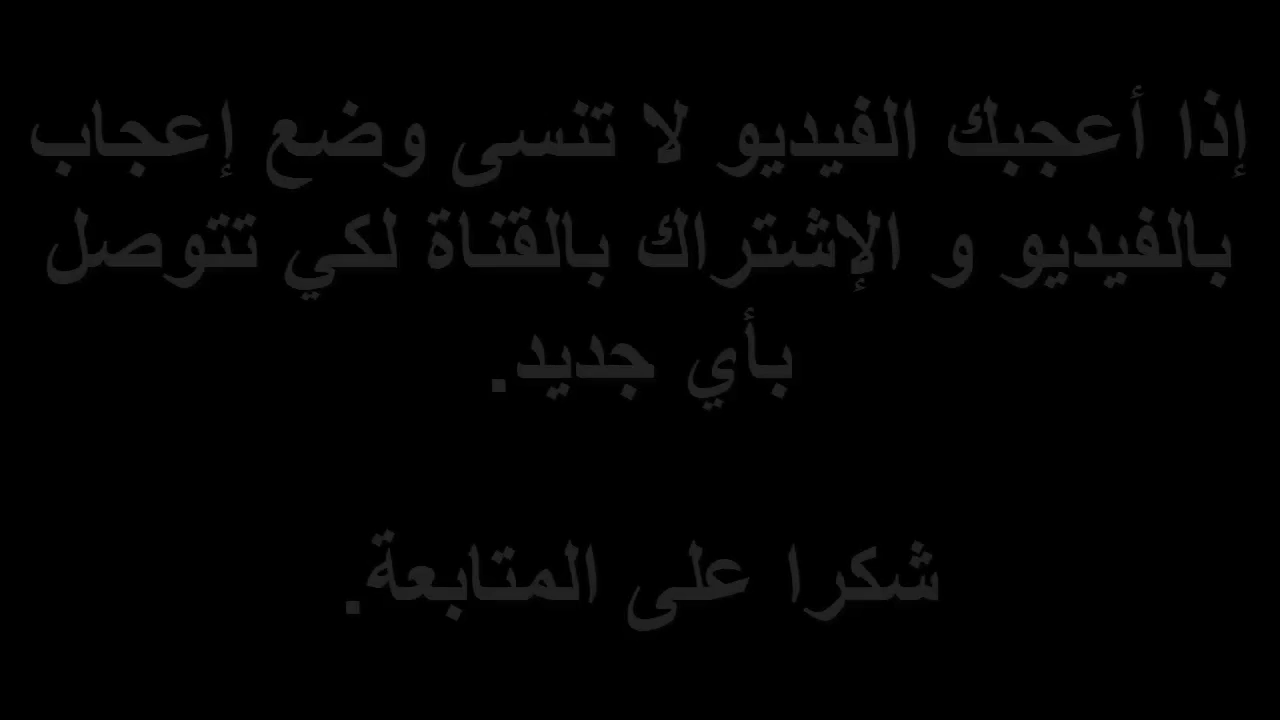 إذا أعجبك الفيديو لا تنسى وضع إعجاب
بالفيديو و الإشتراك بالقناة لكي تتوصل
بأي جديد.
شكرا على المتابعة.